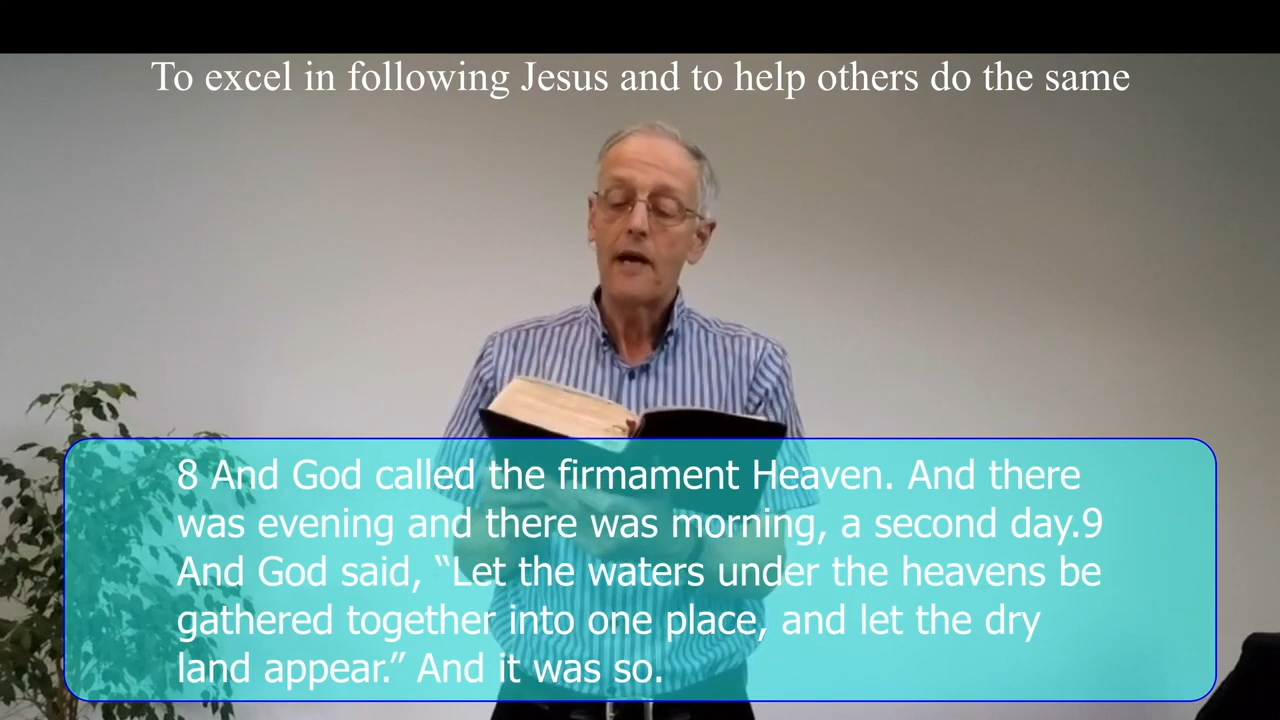 To excel in following Jesus and to help others do the same
8 And God called the firmament Heaven. And there
was evening and there was morning, a second day.9
And God said, “Let the waters under the heavens be
gathered together into one place, and let the dry
land appear.” And it was so.